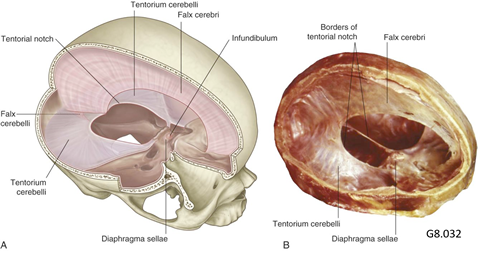 Tentorium cerebelli
Falx cerebri
Tentorial notch
Infundibulum
Falx
cerebelli
Tentorium
cerebelli
Diaphragma sellae
A
Borders of
tentorial notch
Falx cerebri
Tentorium cerebelli
Diaphragma sellae
B
G8.032